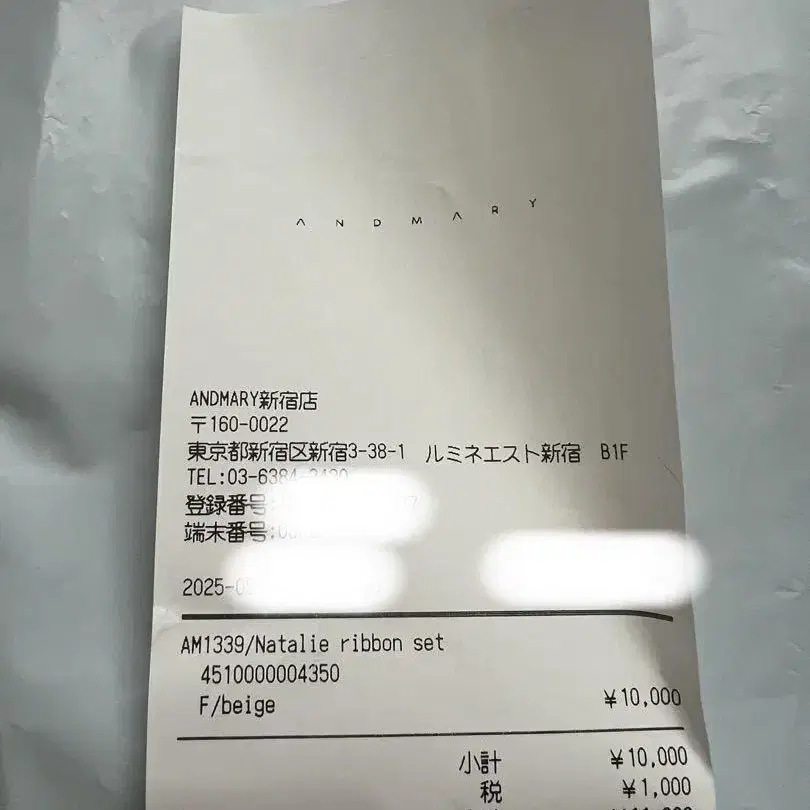 ANDMARY
ANDMARY新宿店
〒160-0022
東京都新宿区新宿3-38-1 ルミネエスト新宿 B1F
TEL:03-6384-
登録番号:
端末番号:
2025-0
AM1339/Natalie ribbon set
4510000004350
F/beige ¥10,000
小計 ¥10,000
税 ¥1,000